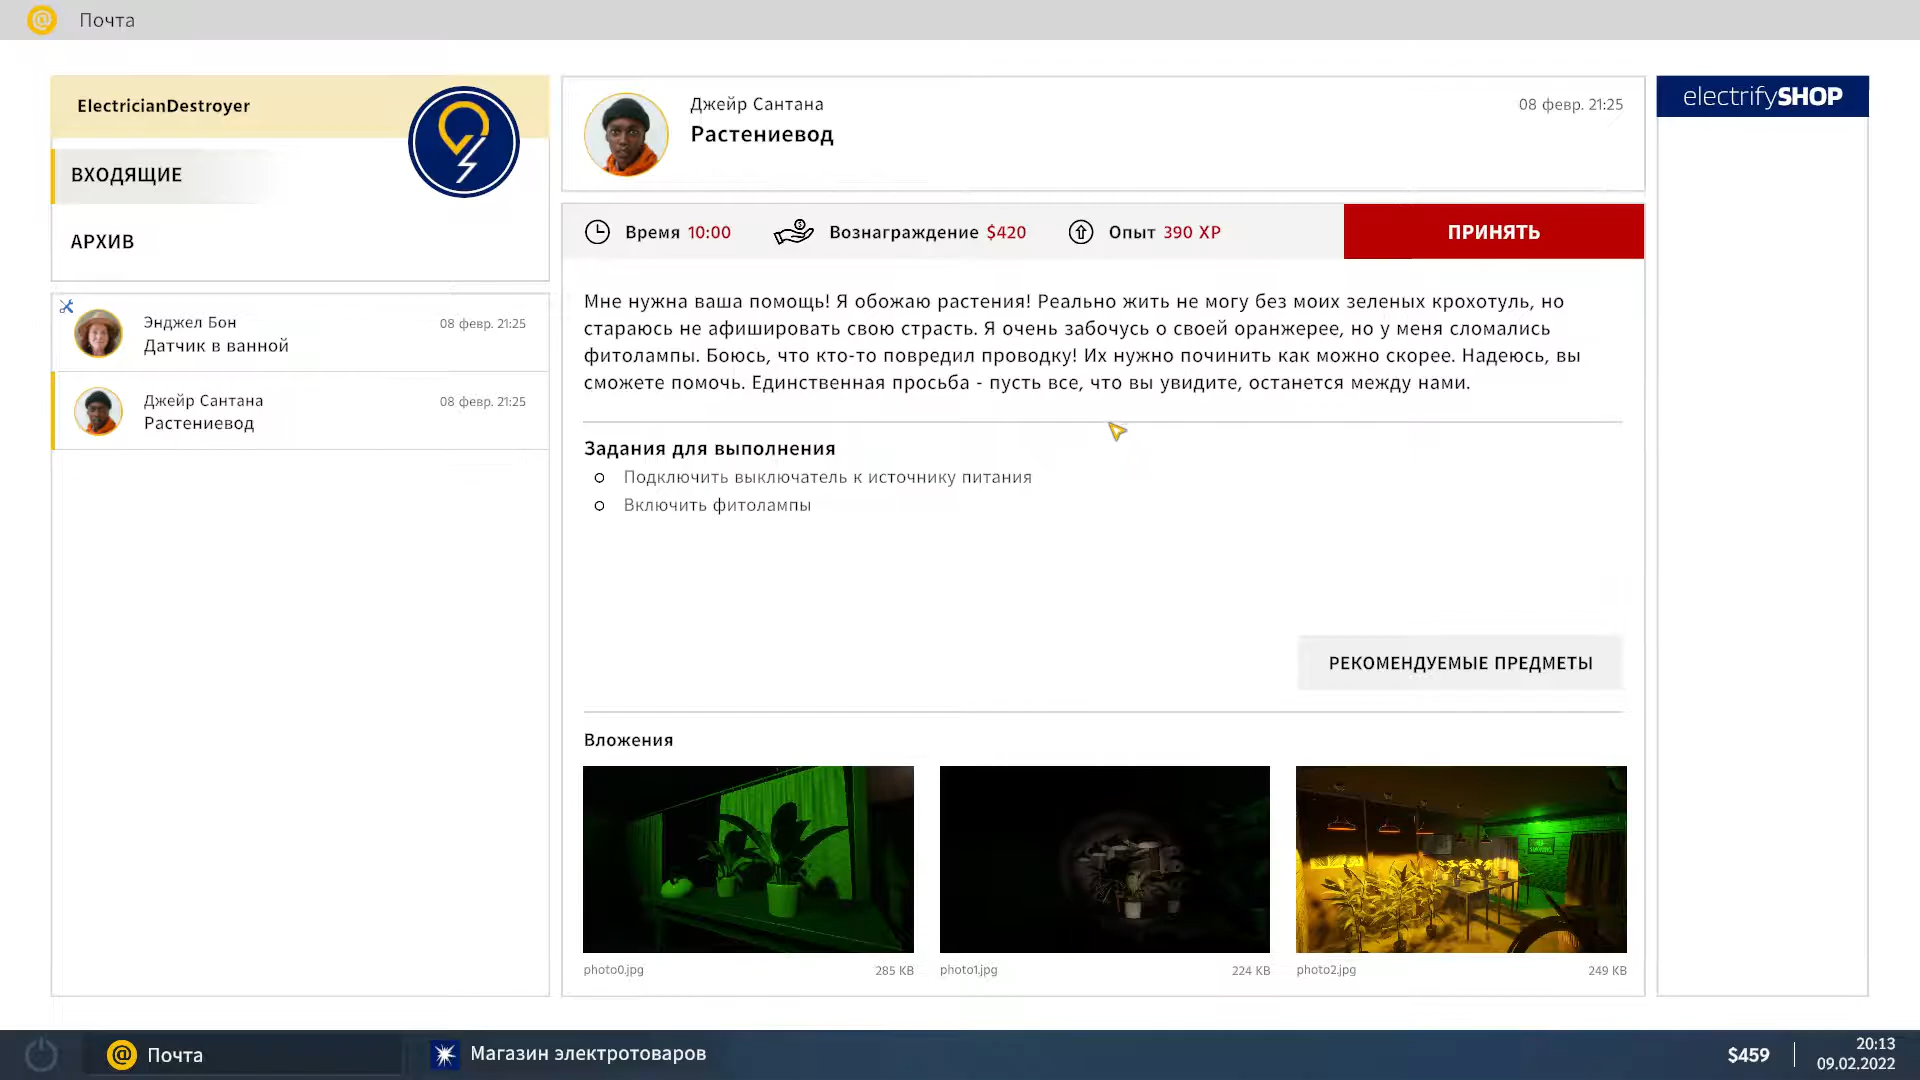 Почта
ElectricianDestroyer
ВХОДЯЩИЕ
АРХИВ
Энджел Бон
08 февр. 21:25
Датчик в ванной
Джейр Сантана
08 февр. 21:25
Растениевод
Джейр Сантана
08 февр. 21:25
Растениевод
Время 10:00
Вознаграждение $420
Опыт 390 XP
ПРИНЯТЬ
Мне нужна ваша помощь! Я обожаю растения! Реально жить не могу без моих зеленых крохотуль, но
стараюсь не афишировать свою страсть. Я очень забочусь о своей оранжерее, но у меня сломались
фитолампы. Боюсь, что кто-то повредил проводку! Их нужно починить как можно скорее. Надеюсь, вы
сможете помочь. Единственная просьба - пусть все, что вы увидите, останется между нами.
Задания для выполнения
Подключить выключатель к источнику питания
Включить фитолампы
РЕКОМЕНДУЕМЫЕ ПРЕДМЕТЫ
Вложения
photo0.jpg
285 KB
photo1.jpg
224 KB
photo2.jpg
249 KB
electrifySHOP
Почта
Магазин электротоваров
$459
20:13
09.02.2022